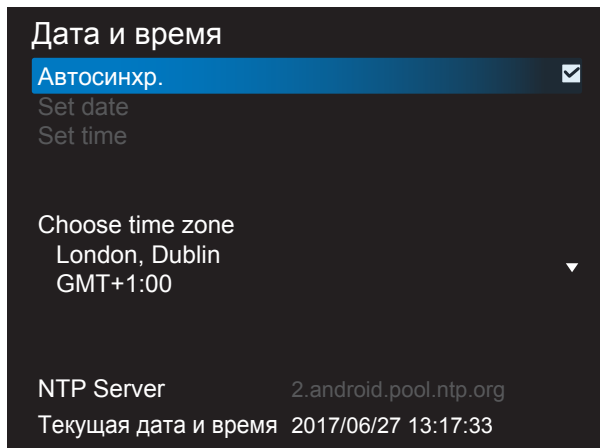 Дата и время
Автосинхр.
Set date
Set time
Choose time zone
London, Dublin
GMT+1:00
NTP Server 2.android.pool.ntp.org
Текущая дата и время 2017/06/27 13:17:33